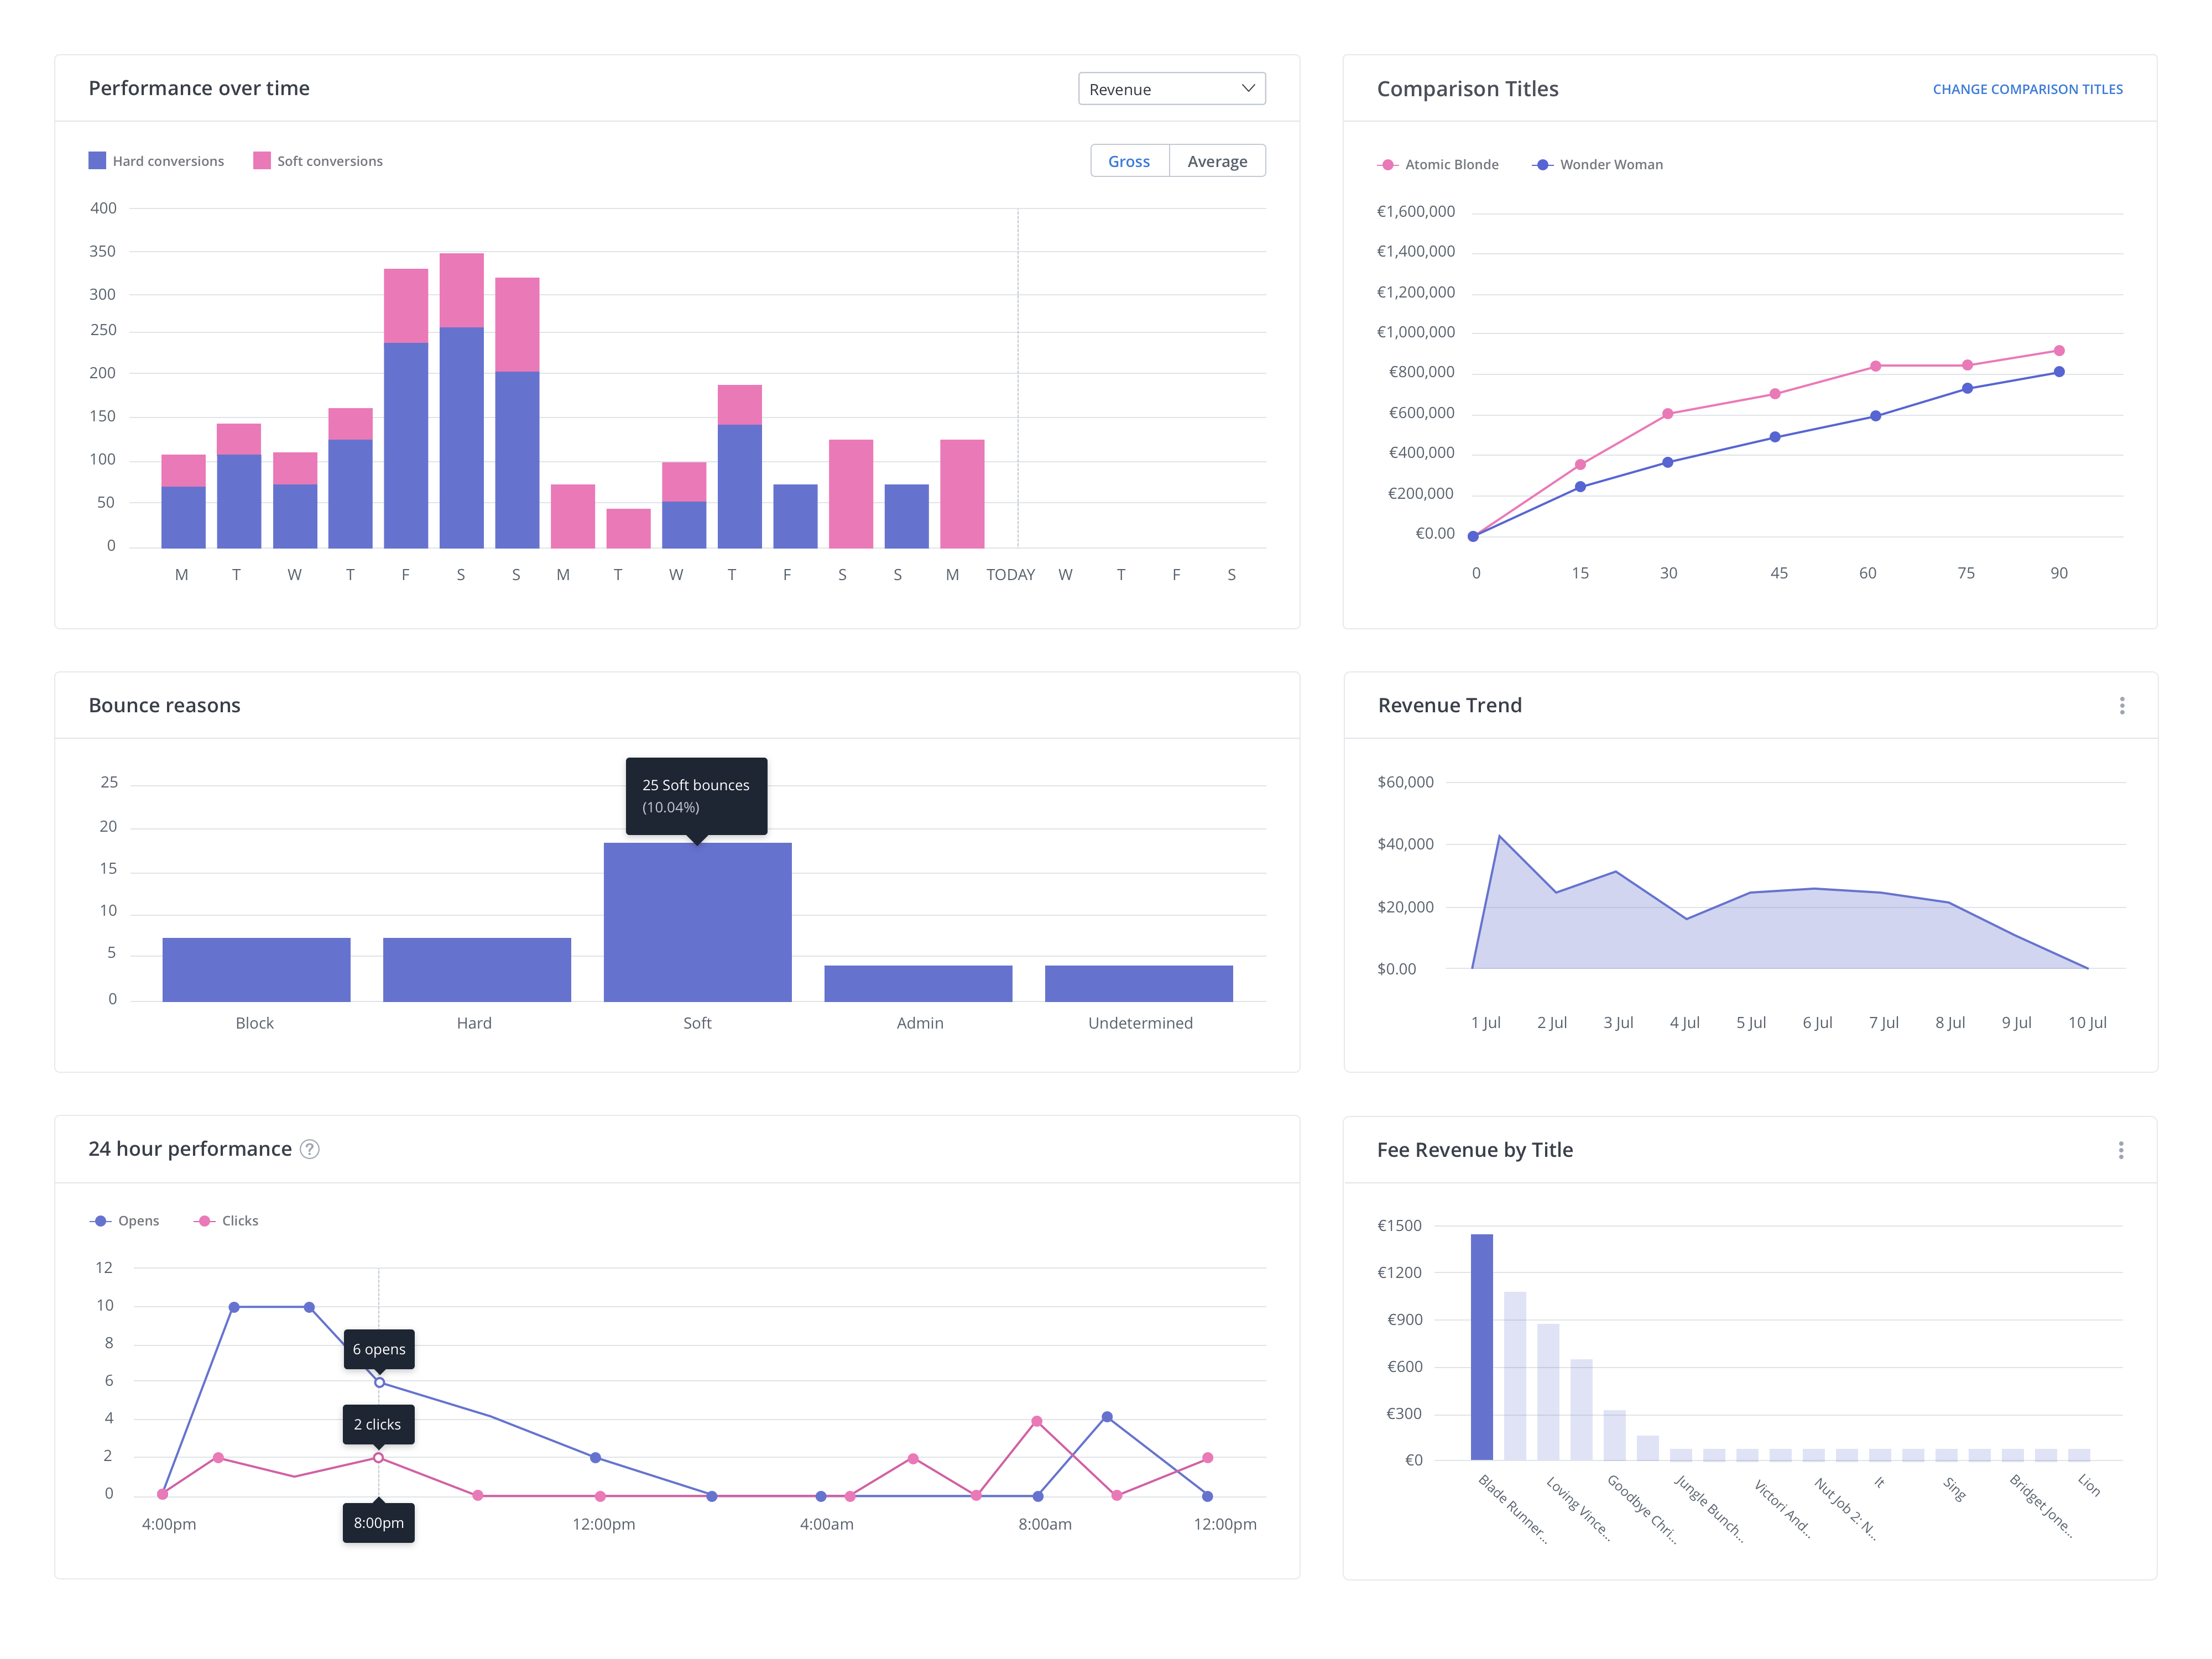 Performance over time
Revenue
Hard conversions
Soft conversions
Gross
Average
400
350
300
250
200
150
100
50
0
M T W T F S S M T W T F S S M TODAY W T F S
Comparison Titles
CHANGE COMPARISON TITLES
Atomic Blonde
Wonder Woman
€1,600,000
€1,400,000
€1,200,000
€1,000,000
€800,000
€600,000
€400,000
€200,000
€0.00
0 15 30 45 60 75 90
Bounce reasons
25 Soft bounces
(10.04%)
25
20
15
10
5
0
Block Hard Soft Admin Undetermined
Revenue Trend
$60,000
$40,000
$20,000
$0.00
1 Jul 2 Jul 3 Jul 4 Jul 5 Jul 6 Jul 7 Jul 8 Jul 9 Jul 10 Jul
24 hour performance ?
Opens
Clicks
12
10
8
6
4
2
0
6 opens
2 clicks
4:00pm 8:00pm 12:00pm 4:00am 8:00am 12:00pm
Fee Revenue by Title
€1500
€1200
€900
€600
€300
€0
Blade Runner...
Loving Vince...
Goodbye Chri...
Jungle Bunch...
Victori And...
Nut Job 2: N...
It
Sing
Bridget Jone...
Lion